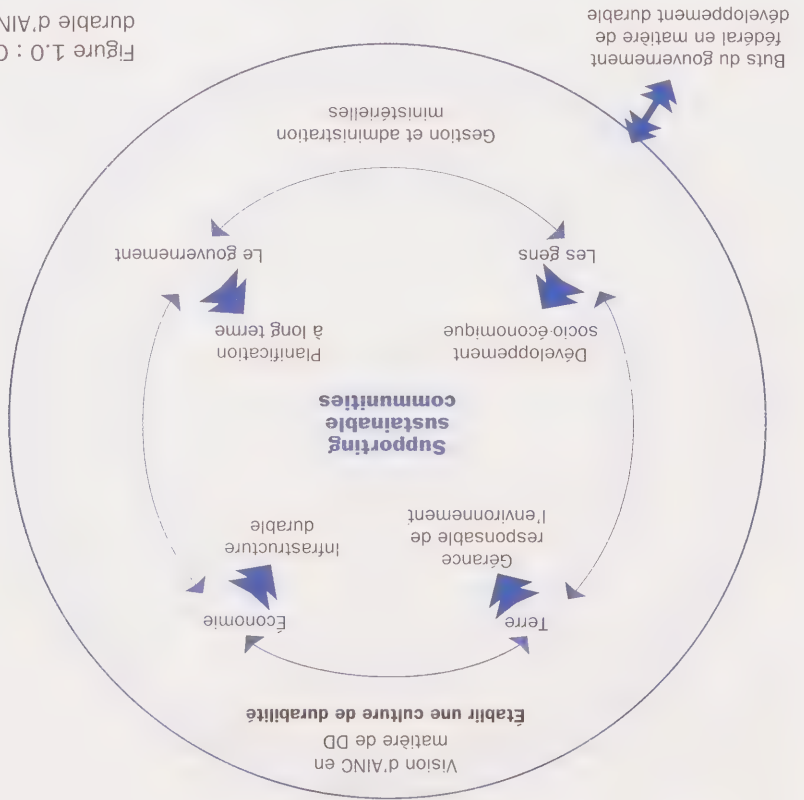 Vision d'AINC en
matière de DD
Établir une culture de durabilité
Terre
Économie
Gérance
responsable de
l'environnement
Infrastructure
durable
Supporting
sustainable
communities
Développement
socio-économique
Planification
à long terme
Les gens
Le gouvernement
Gestion et administration
ministérielles
Buts du gouvernement
fédéral en matière de
développement durable
Figure 1.0 :
durable